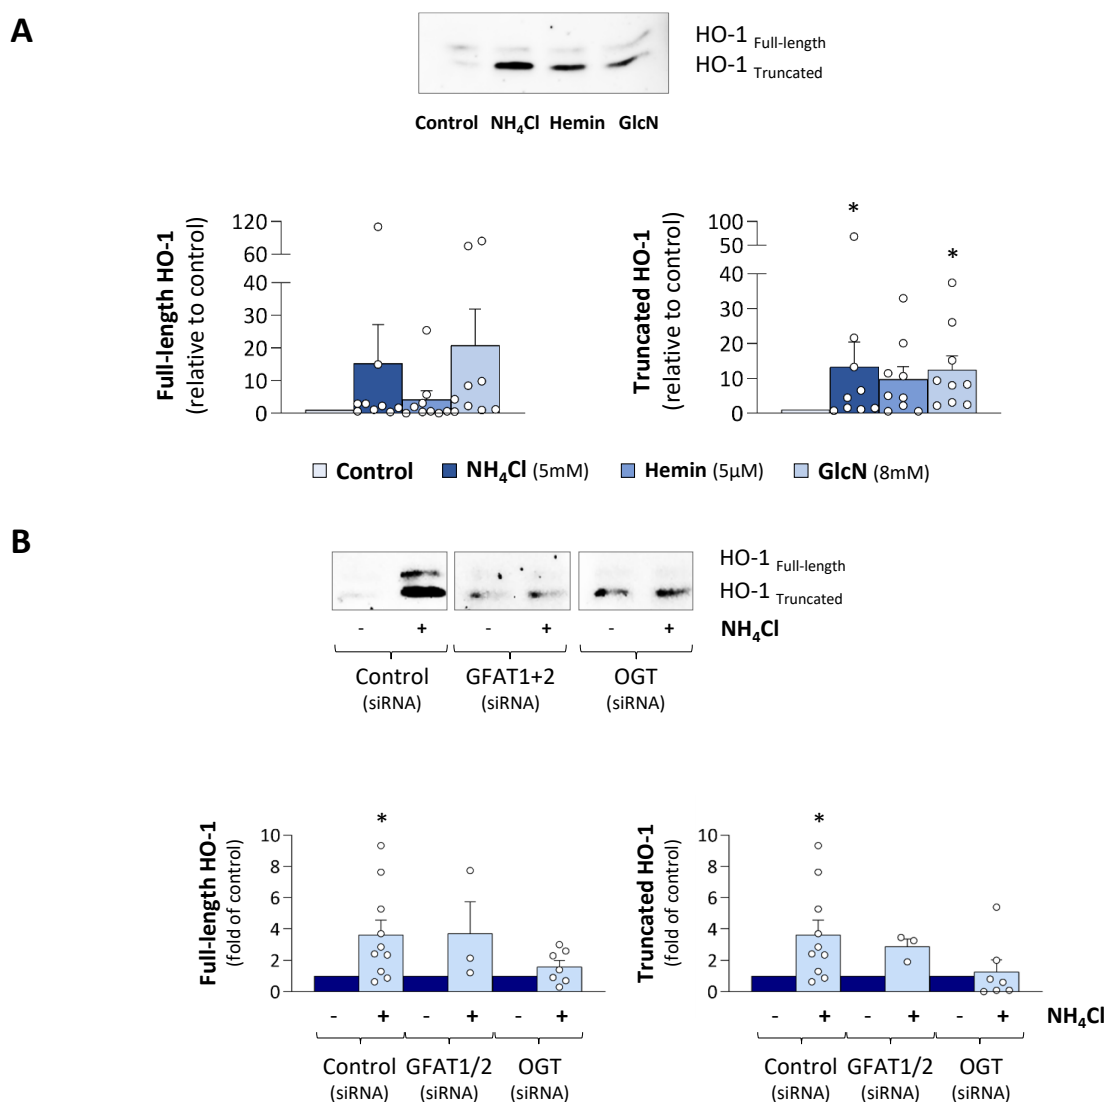 A
HO-1 Full-length
HO-1 Truncated
Control NH₄Cl Hemin GlcN
Full-length HO-1
(relative to control)
120
60
40
30
20
10
0
Truncated HO-1
(relative to control)
100
50
40
30
20
10
0
*
*
Control NH₄Cl (5mM) Hemin (5µM) GlcN (8mM)
B
HO-1 Full-length
HO-1 Truncated
- + - + - + NH₄Cl
Control GFAT1+2 OGT
(siRNA) (siRNA) (siRNA)
Full-length HO-1
(fold of control)
10
8
6
4
2
0
*
Truncated HO-1
(fold of control)
10
8
6
4
2
0
*
- + - + - + - + - + - + NH₄Cl
Control GFAT1/2 OGT Control GFAT1/2 OGT
(siRNA) (siRNA) (siRNA) (siRNA) (siRNA) (siRNA)